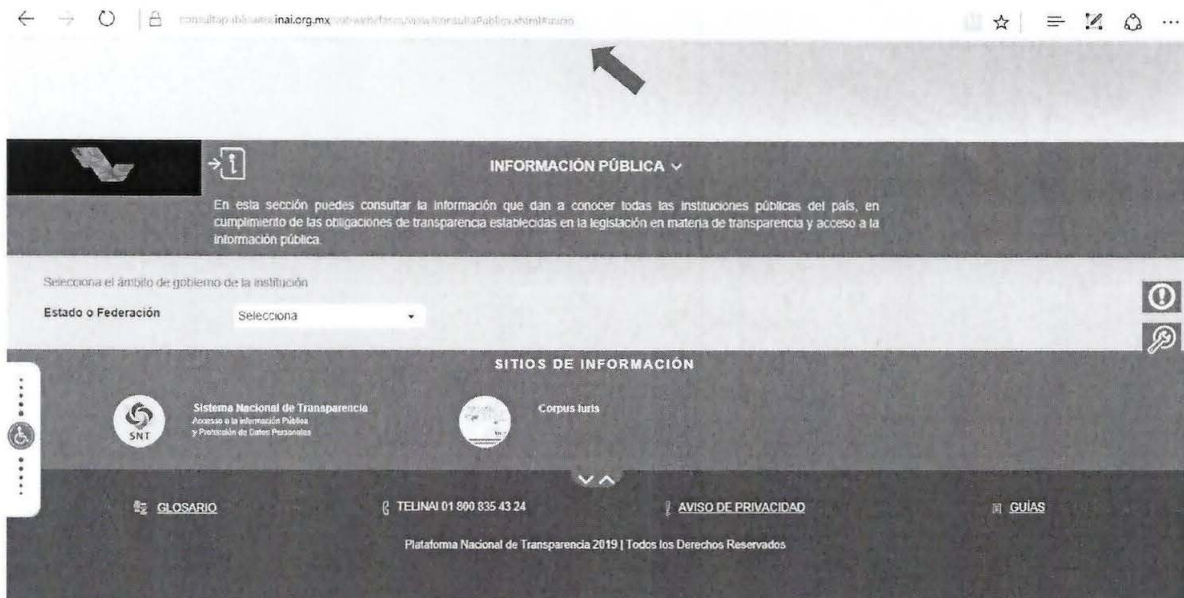 inai.org.mx
INFORMACIÓN PÚBLICA
En esta sección puedes consultar la información que dan a conocer todas las instituciones públicas del país, en
cumplimiento de las obligaciones de transparencia establecidas en la legislación en materia de transparencia y acceso a la
información pública.
Selecciona el ámbito de gobierno de la institución
Estado o Federación
Selecciona
SITIOS DE INFORMACIÓN
SNT
Sistema Nacional de Transparencia
Acceso a la Información Pública
y Protección de Datos Personales
Corpus Iuris
GLOSARIO
TELINAI 01 800 835 43 24
AVISO DE PRIVACIDAD
GUÍAS
Plataforma Nacional de Transparencia 2019 | Todos los Derechos Reservados